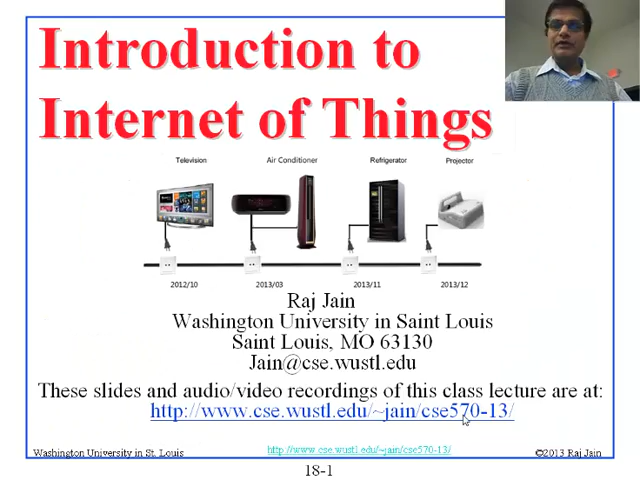 Introduction to
Internet of Things
Television Air Conditioner Refrigerator Projector
2012/10 2013/03 2013/11 2013/12
Raj Jain
Washington University in Saint Louis
Saint Louis, MO 63130
Jain@cse.wustl.edu
These slides and audio/video recordings of this class lecture are at:
http://www.cse.wustl.edu/~jain/cse570-13/
Washington University in St. Louis http://www.cse.wustl.edu/~jain/cse570-13/ ©2013 Raj Jain
18-1